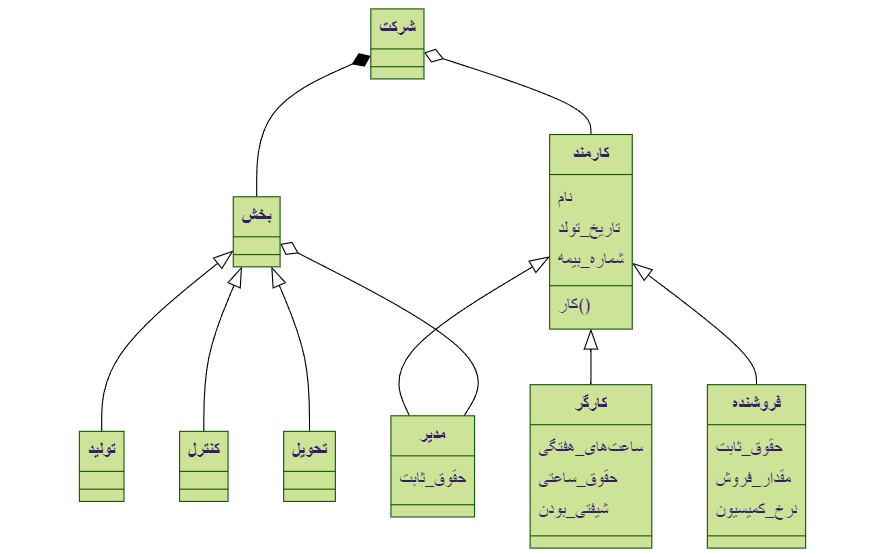 شرکت
کارمند
نام
تاریخ_تولد
شماره_بیمه
کار()
بخش
تولید
کنترل
تحویل
مدیر
حقوق_ثابت
کارگر
ساعت‌های_هفتگی
حقوق_ساعتی
شیفتی_بودن
فروشنده
حقوق_ثابت
مقدار_فروش
نرخ_کمیسیون